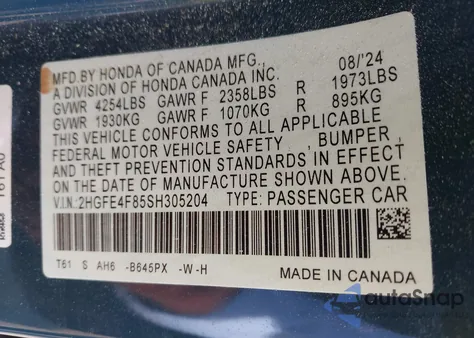 MFD.BY HONDA OF CANADA MFG., 08/'24
A DIVISION OF HONDA CANADA INC.
GVWR 4254LBS GAWR F 2358LBS R 1973LBS
GVWR 1930KG GAWR F 1070KG R 895KG
THIS VEHICLE CONFORMS TO ALL APPLICABLE
FEDERAL MOTOR VEHICLE SAFETY , BUMPER ,
AND THEFT PREVENTION STANDARDS IN EFFECT
ON THE DATE OF MANUFACTURE SHOWN ABOVE.
V.I.N.:2HGFE4F85SH305204 TYPE: PASSENGER CAR
T61 S AH6 -B645PX -W-H
MADE IN CANADA
autoSnap
T61 A0